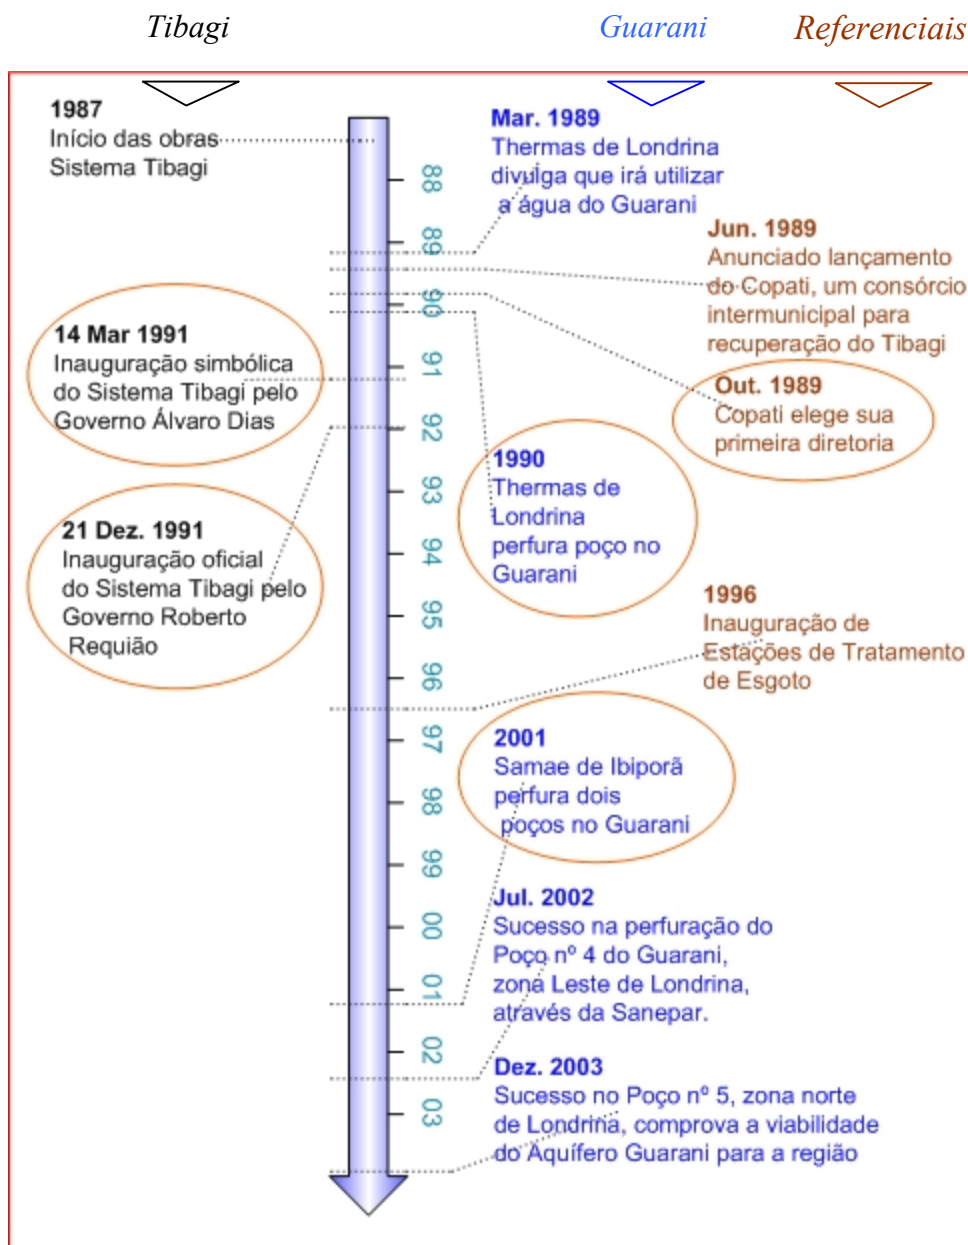 Tibagi
Guarani
Referenciais
1987
Início das obras
Sistema Tibagi
Mar. 1989
Thermas de Londrina
divulga que irá utilizar
a água do Guarani
Jun. 1989
Anunciado lançamento
do Copati, um consórcio
intermunicipal para
recuperação do Tibagi
14 Mar 1991
Inauguração simbólica
do Sistema Tibagi pelo
Governo Álvaro Dias
Out. 1989
Copati elege sua
primeira diretoria
1990
Thermas de
Londrina
perfura poço no
Guarani
21 Dez. 1991
Inauguração oficial
do Sistema Tibagi pelo
Governo Roberto
Requião
1996
Inauguração de
Estações de Tratamento
de Esgoto
2001
Samae de Ibiporã
perfura dois
poços no Guarani
Jul. 2002
Sucesso na perfuração do
Poço nº 4 do Guarani,
zona Leste de Londrina,
através da Sanepar.
Dez. 2003
Sucesso no Poço nº 5, zona norte
de Londrina, comprova a viabilidade
do Aquífero Guarani para a região
88
89
90
91
92
93
94
95
96
97
98
99
00
01
02
03